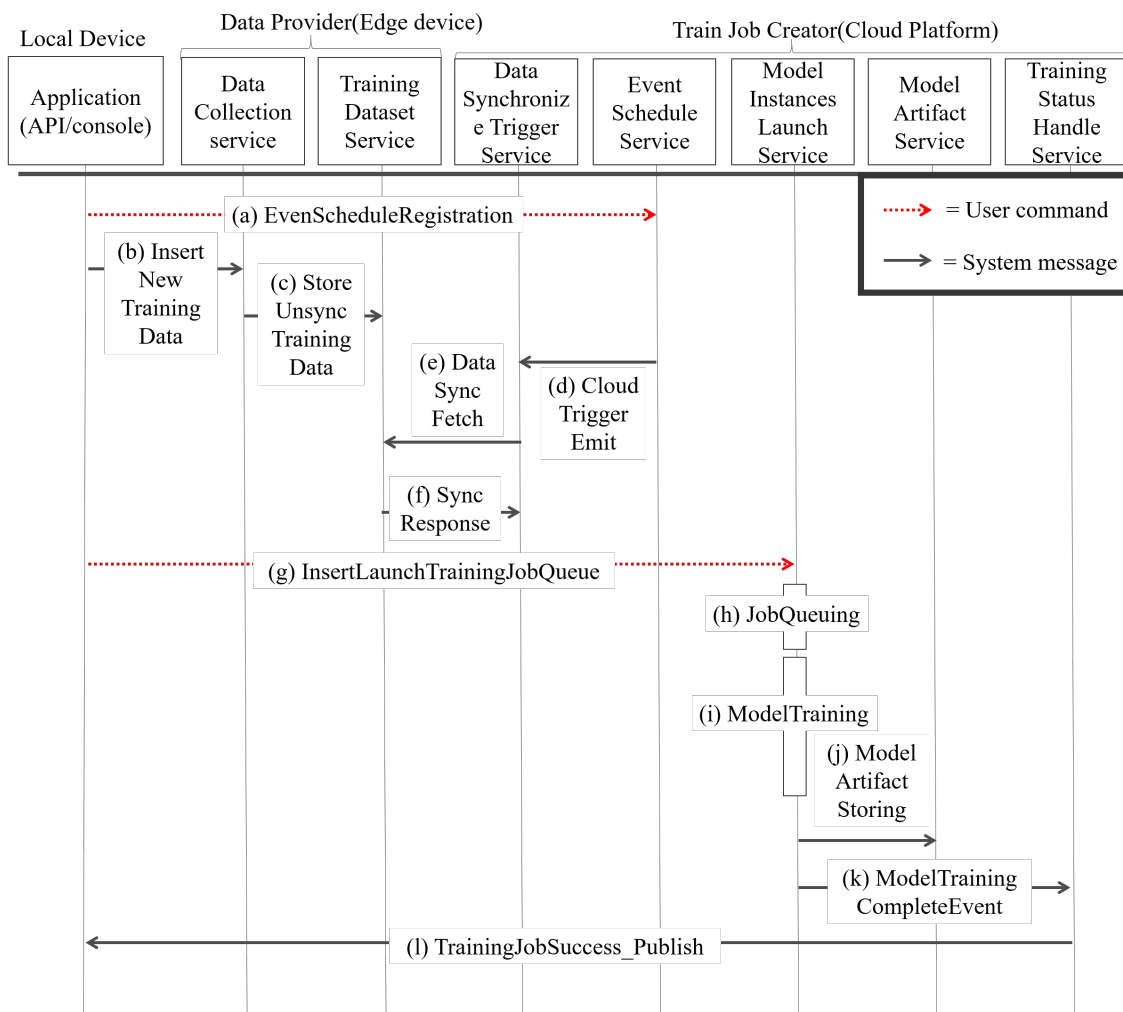 Local Device
Data Provider(Edge device)
Train Job Creator(Cloud Platform)
Application
(API/console)
Data
Collection
service
Training
Dataset
Service
Data
Synchroniz
e Trigger
Service
Event
Schedule
Service
Model
Instances
Launch
Service
Model
Artifact
Service
Training
Status
Handle
Service
= User command
= System message
(a) EvenScheduleRegistration
(b) Insert
New
Training
Data
(c) Store
Unsync
Training
Data
(d) Cloud
Trigger
Emit
(e) Data
Sync
Fetch
(f) Sync
Response
(g) InsertLaunchTrainingJobQueue
(h) JobQueuing
(i) ModelTraining
(j) Model
Artifact
Storing
(k) ModelTraining
CompleteEvent
(l) TrainingJobSuccess_Publish